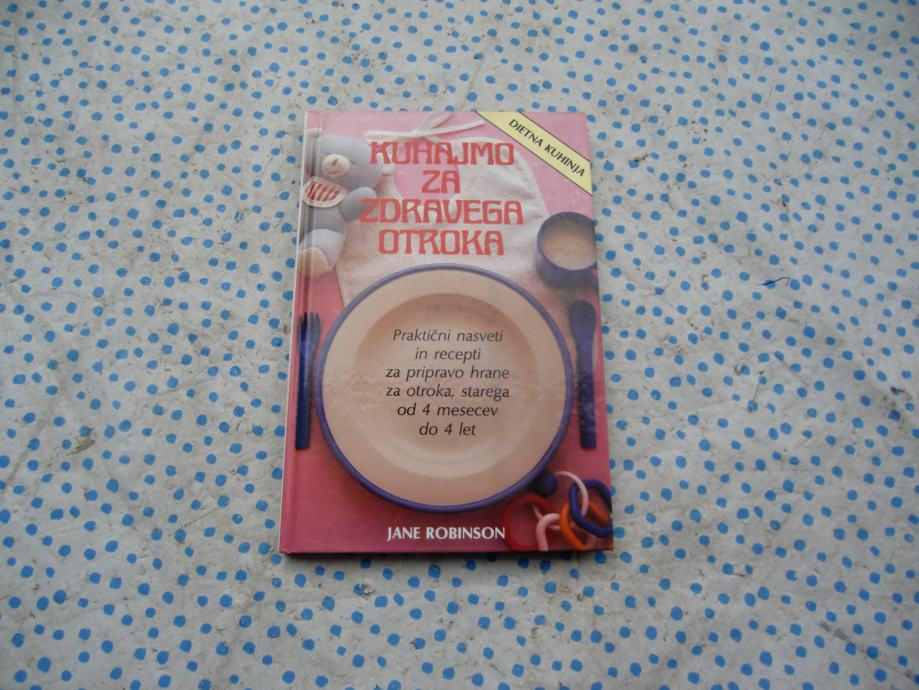 DIETNA KUHINJA
KUHAJMO
ZA
ZDRAVEGA
OTROKA
Praktični nasveti
in recepti
za pripravo hrane
za otroka, starega
od 4 mesecev
do 4 let
JANE ROBINSON